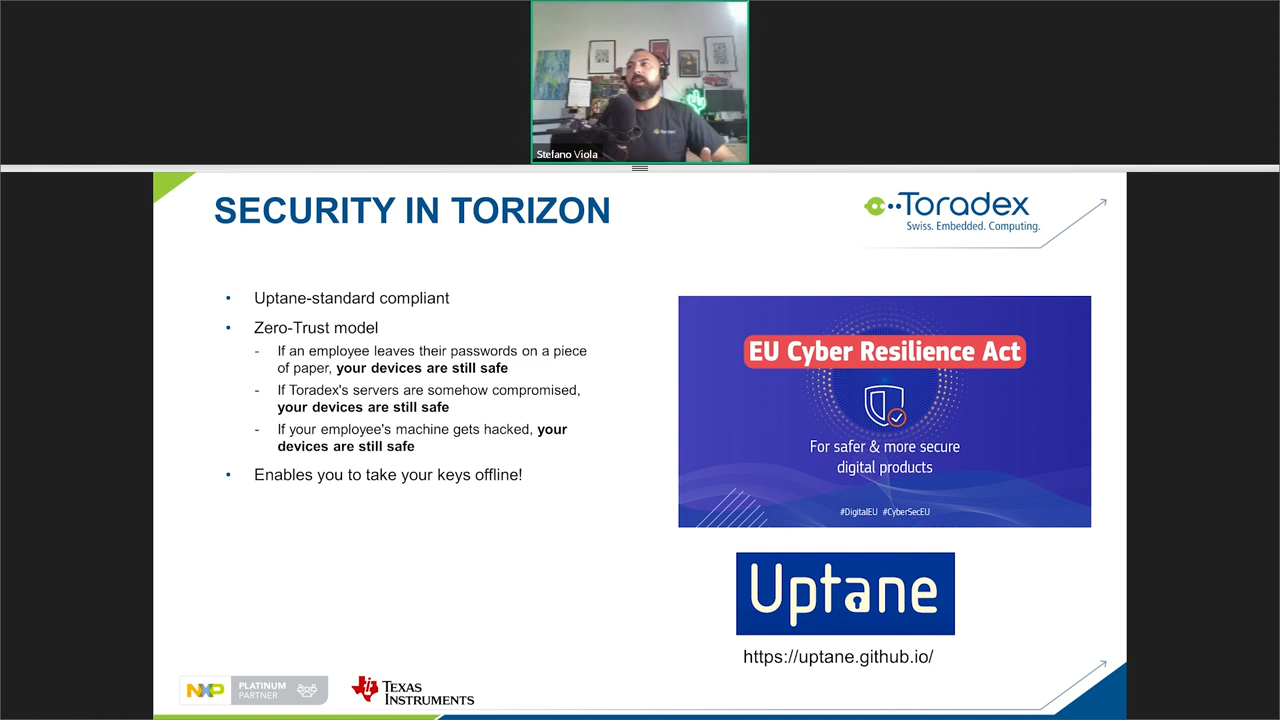 Stefano Viola
SECURITY IN TORIZON
Toradex
Swiss. Embedded. Computing.
• Uptane-standard compliant
• Zero-Trust model
- If an employee leaves their passwords on a piece
of paper, your devices are still safe
- If Toradex's servers are somehow compromised,
your devices are still safe
- If your employee's machine gets hacked, your
devices are still safe
• Enables you to take your keys offline!
EU Cyber Resilience Act
For safer & more secure
digital products
#DigitalEU #CyberSecEU
Uptane
https://uptane.github.io/
NXP
PLATINUM
PARTNER
TEXAS
INSTRUMENTS